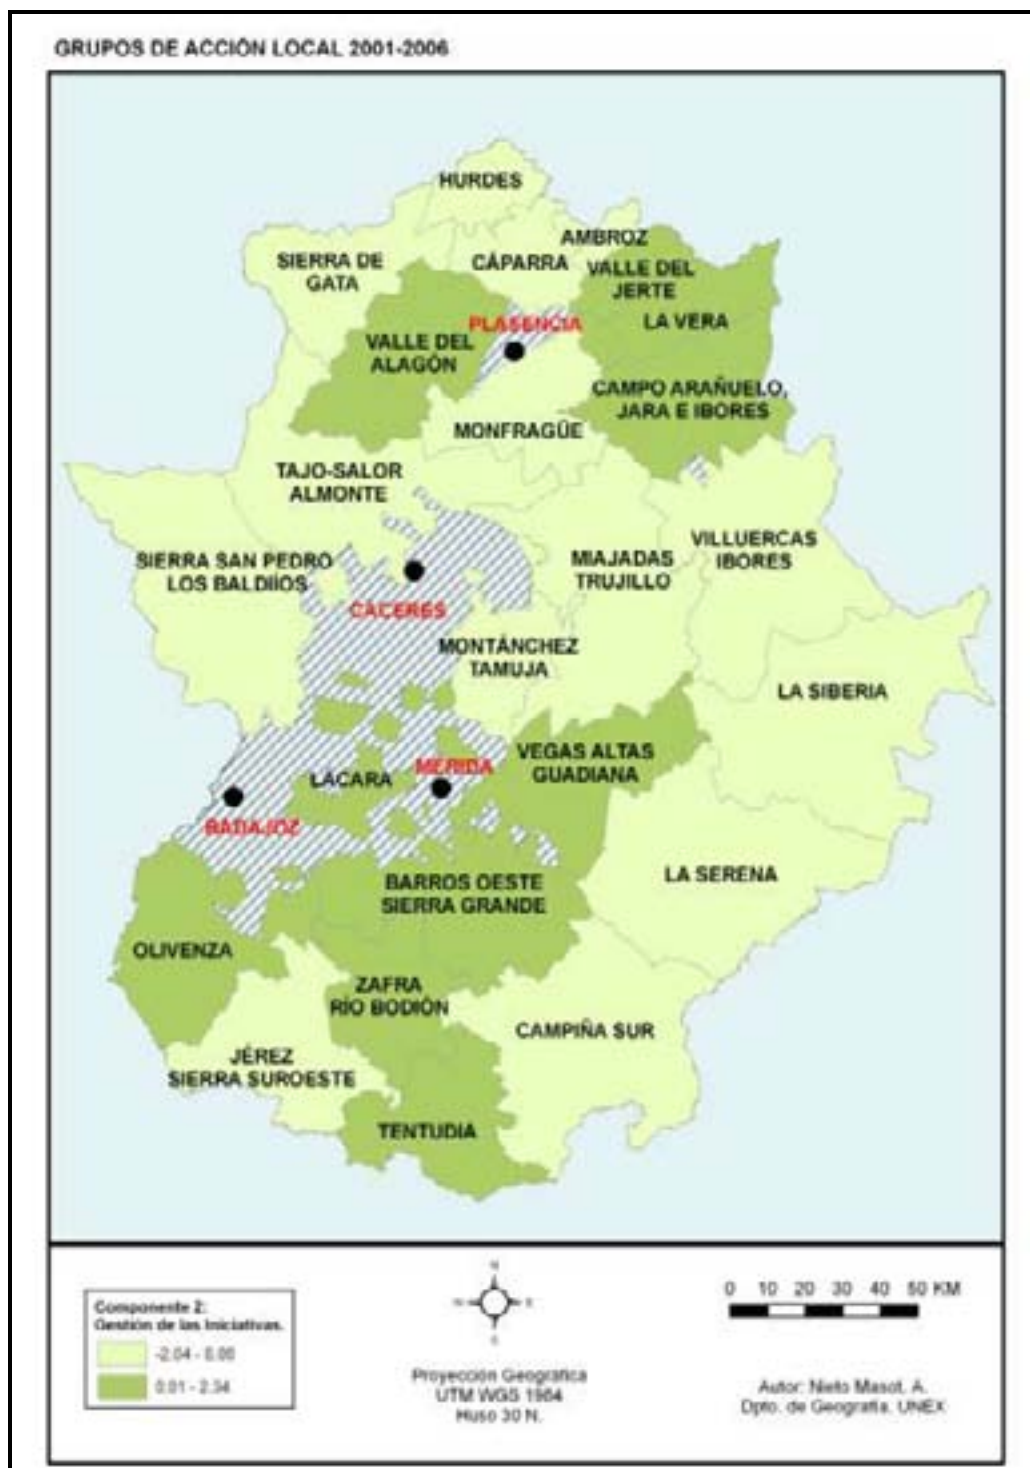 GRUPOS DE ACCIÓN LOCAL 2001-2006
HURDES
AMBROZ
SIERRA DE
GATA
CÁPARRA
VALLE DEL
JERTE
PLASENCIA
LA VERA
VALLE DEL
ALAGÓN
CAMPO ARAÑUELO,
JARA E IBORES
MONFRAGÜE
TAJO-SALOR
ALMONTE
SIERRA SAN PEDRO
LOS BALDIÍOS
MIAJADAS
TRUJILLO
VILLUERCAS
IBORES
CACERES
MONTÁNCHEZ
TAMUJA
LA SIBERIA
VEGAS ALTAS
GUADIANA
MERIDA
LACARA
BADAJOZ
LA SERENA
BARROS OESTE
SIERRA GRANDE
OLIVENZA
ZAFRA
RÍO BODIÓN
CAMPIÑA SUR
JÉREZ
SIERRA SUROESTE
TENTUDIA
Componente 2:
Gestión de las Iniciativas.
-2.04 - 0.00
0.01 - 2.34
N
E
S
Proyección Geográfica
UTM WGS 1984
Huso 30 N.
0 10 20 30 40 50 KM
Autor: Nieto Masot, A.
Dpto. de Geografía. UNEX